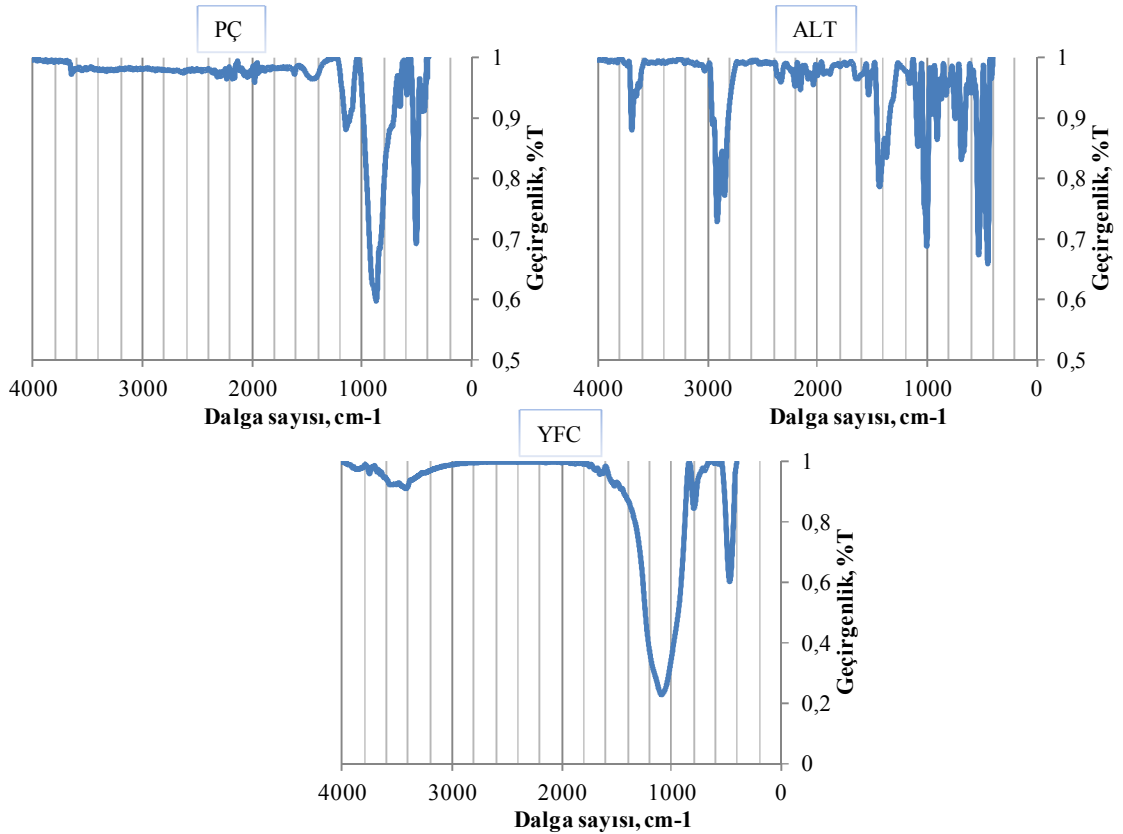 PÇ
1
0,9
0,8
0,7
0,6
0,5
Geçirgenlik, %T
4000 3000 2000 1000 0
Dalga sayısı, cm-1
ALT
1
0,9
0,8
0,7
0,6
0,5
Geçirgenlik, %T
4000 3000 2000 1000 0
Dalga sayısı, cm-1
YFC
1
0,8
0,6
0,4
0,2
0
Geçirgenlik, %T
4000 3000 2000 1000 0
Dalga sayısı, cm-1